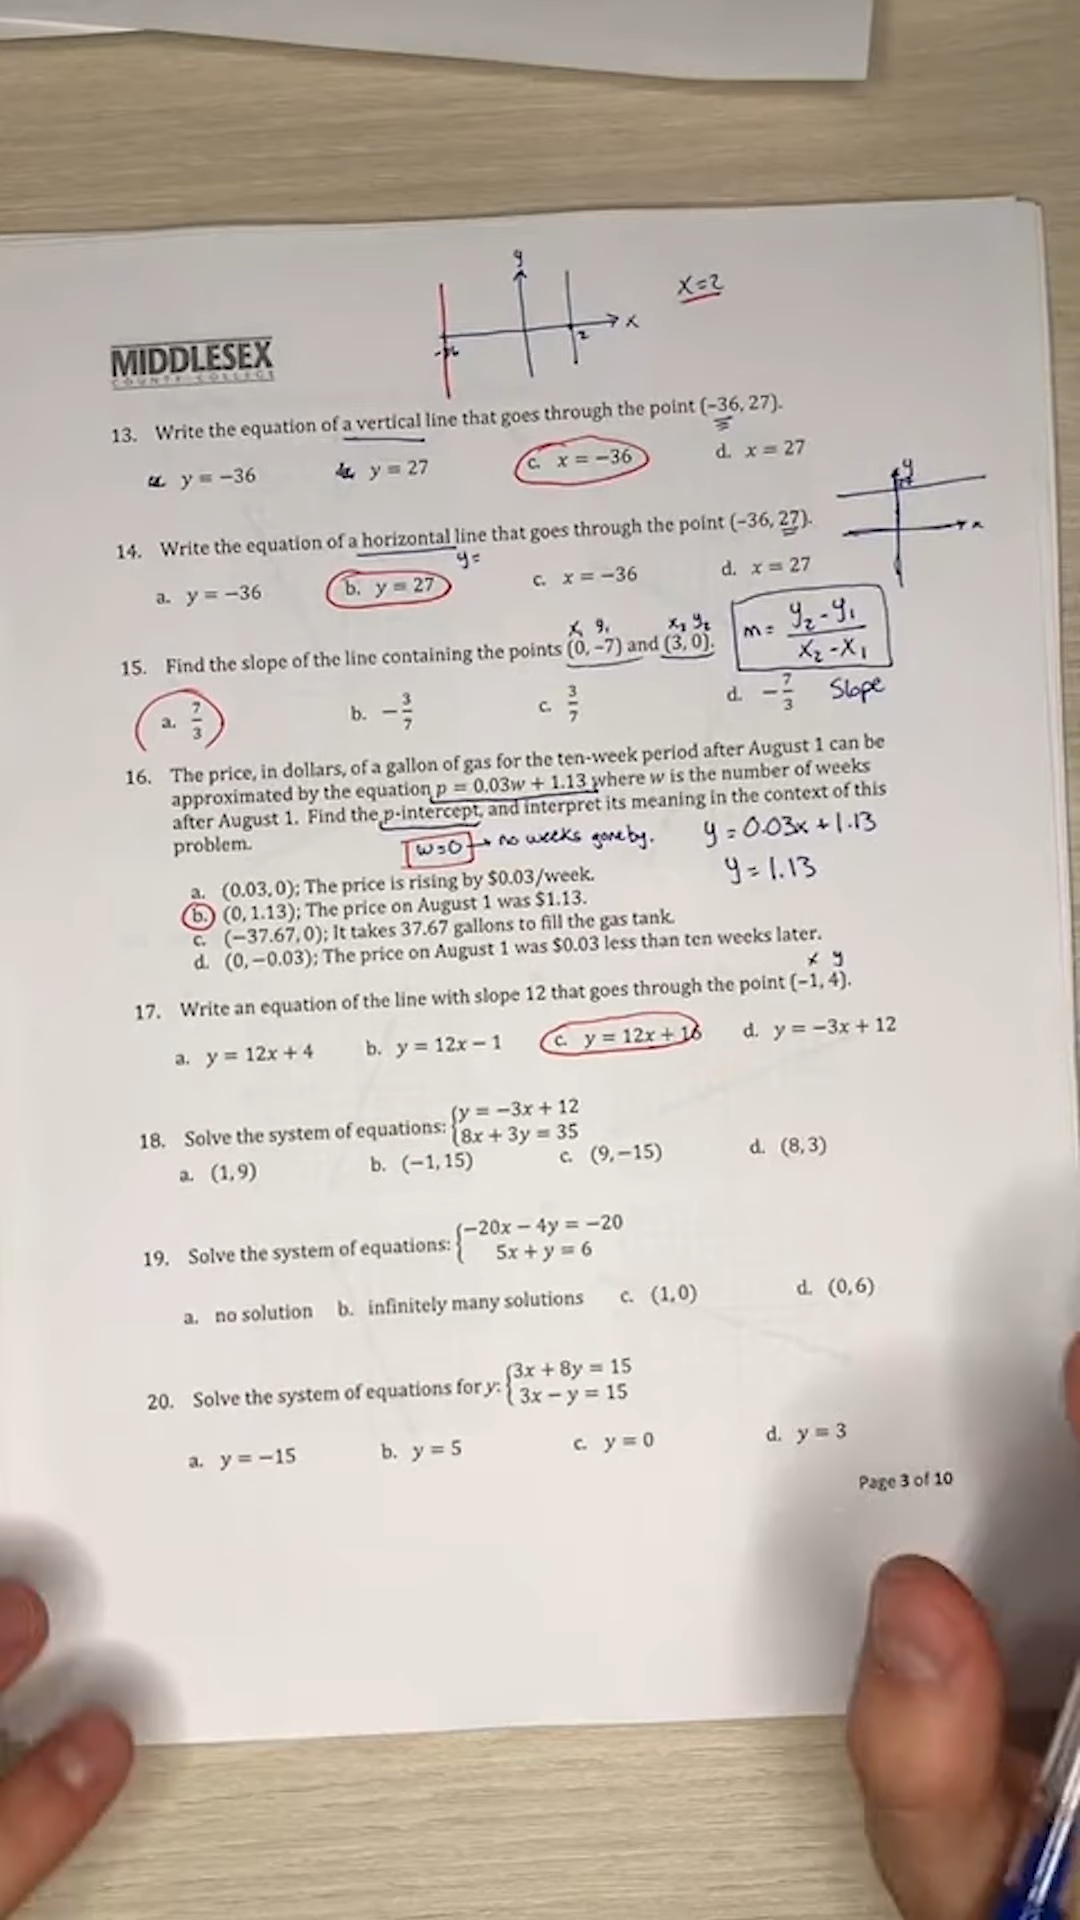 y
x=2
x
-36
2
MIDDLESEX
COUNTY COLLEGE
13. Write the equation of a vertical line that goes through the point (−36, 27).
y = −36 y = 27 c. x = −36 d. x = 27
y
x
14. Write the equation of a horizontal line that goes through the point (−36, 27).
y=
a. y = −36 b. y = 27 c. x = −36 d. x = 27
x₁ y₁ x₂ y₂
m = y₂-y₁ / x₂-x₁
15. Find the slope of the line containing the points (0, −7) and (3, 0).
a. 7/3 b. −3/7 c. 3/7 d. −7/3 Slope
16. The price, in dollars, of a gallon of gas for the ten-week period after August 1 can be
approximated by the equation p = 0.03w + 1.13 where w is the number of weeks
after August 1. Find the p-intercept, and interpret its meaning in the context of this
problem.
w=0 → no weeks gone by. y = 0.03x + 1.13
y = 1.13
a. (0.03, 0); The price is rising by $0.03/week.
b. (0, 1.13); The price on August 1 was $1.13.
c. (−37.67, 0); It takes 37.67 gallons to fill the gas tank.
d. (0, −0.03); The price on August 1 was $0.03 less than ten weeks later.
x y
17. Write an equation of the line with slope 12 that goes through the point (−1, 4).
a. y = 12x + 4 b. y = 12x − 1 c. y = 12x + 16 d. y = −3x + 12
18. Solve the system of equations: { y = −3x + 12
8x + 3y = 35
a. (1, 9) b. (−1, 15) c. (9, −15) d. (8, 3)
19. Solve the system of equations: { −20x − 4y = −20
5x + y = 6
a. no solution b. infinitely many solutions c. (1, 0) d. (0, 6)
20. Solve the system of equations for y: { 3x + 8y = 15
3x − y = 15
a. y = −15 b. y = 5 c. y = 0 d. y = 3
Page 3 of 10